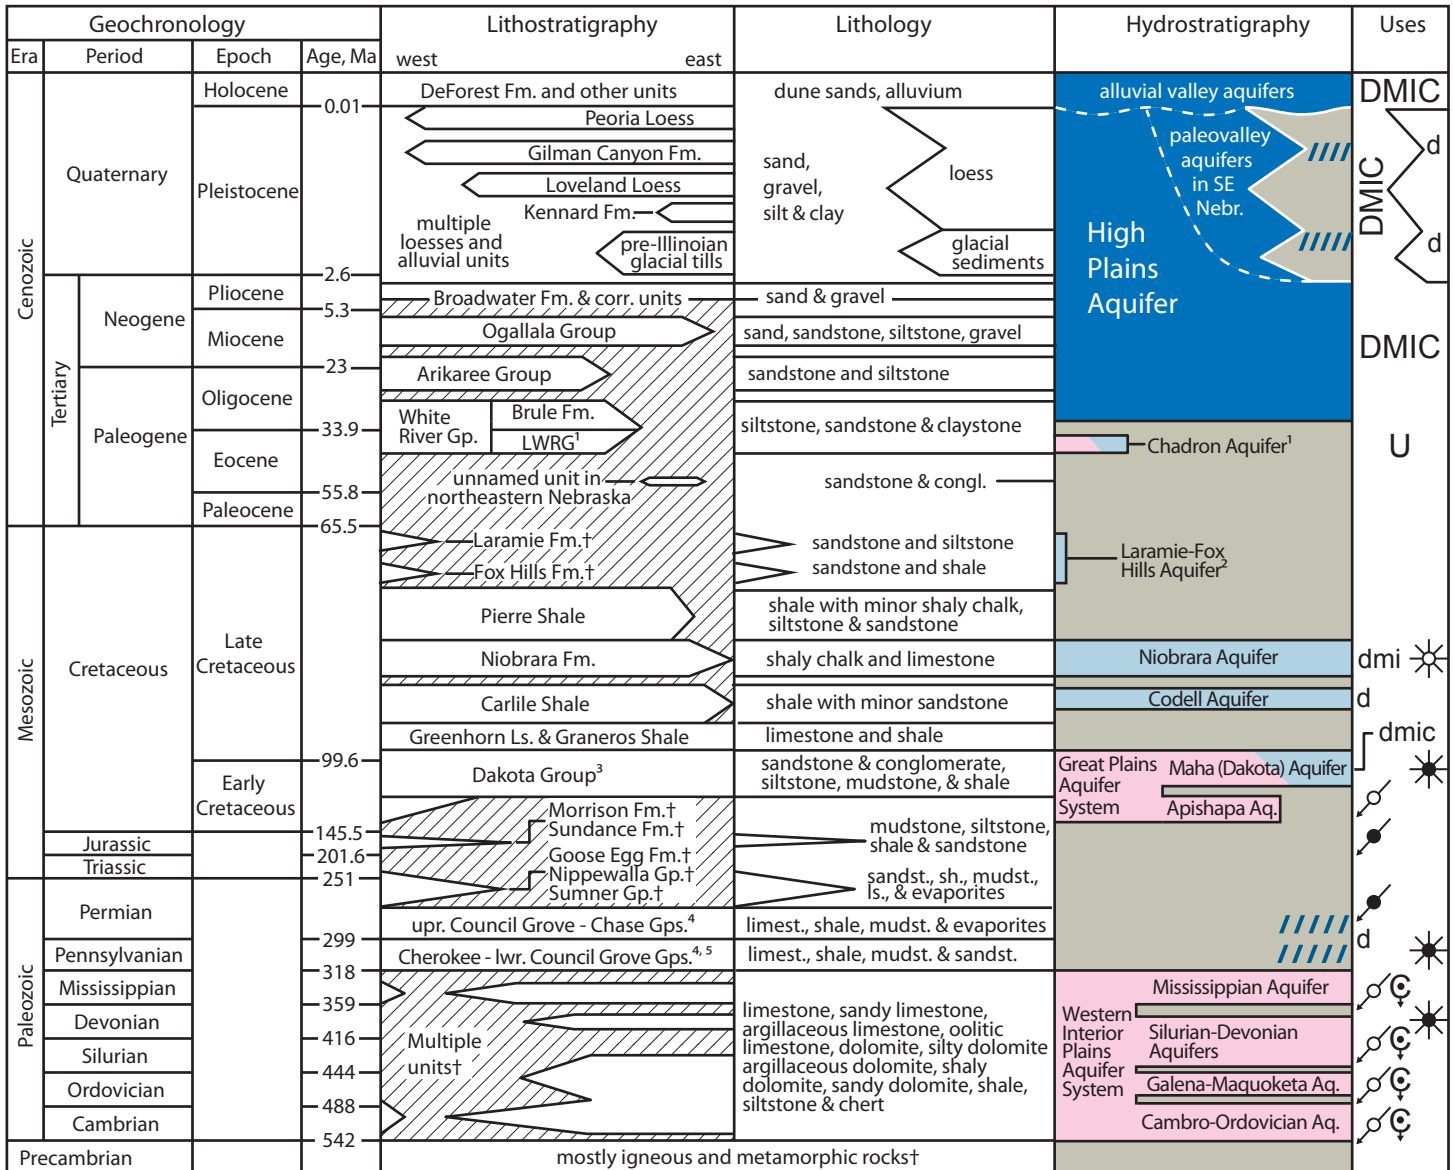 Geochronology
Lithostratigraphy
Lithology
Hydrostratigraphy
Uses
Era
Period
Epoch
Age, Ma
west
east
Cenozoic
Mesozoic
Paleozoic
Precambrian
Quaternary
Tertiary
Neogene
Paleogene
Cretaceous
Jurassic
Triassic
Permian
Pennsylvanian
Mississippian
Devonian
Silurian
Ordovician
Cambrian
Holocene
Pleistocene
Pliocene
Miocene
Oligocene
Eocene
Paleocene
Late
Cretaceous
Early
Cretaceous
0.01
2.6
5.3
23
33.9
55.8
65.5
99.6
145.5
201.6
251
299
318
359
416
444
488
542
DeForest Fm. and other units
Peoria Loess
Gilman Canyon Fm.
Loveland Loess
Kennard Fm.
multiple
loesses and
alluvial units
pre-Illinoian
glacial tills
Broadwater Fm. & corr. units
Ogallala Group
Arikaree Group
White
River Gp.
Brule Fm.
LWRG¹
unnamed unit in
northeastern Nebraska
Laramie Fm.†
Fox Hills Fm.†
Pierre Shale
Niobrara Fm.
Carlile Shale
Greenhorn Ls. & Graneros Shale
Dakota Group³
Morrison Fm.†
Sundance Fm.†
Goose Egg Fm.†
Nippewalla Gp.†
Sumner Gp.†
upr. Council Grove - Chase Gps.⁴
Cherokee - lwr. Council Grove Gps.⁴, ⁵
Multiple
units†
mostly igneous and metamorphic rocks†
dune sands, alluvium
sand,
gravel,
silt & clay
loess
glacial
sediments
sand & gravel
sand, sandstone, siltstone, gravel
sandstone and siltstone
siltstone, sandstone & claystone
sandstone & congl.
sandstone and siltstone
sandstone and shale
shale with minor shaly chalk,
siltstone & sandstone
shaly chalk and limestone
shale with minor sandstone
limestone and shale
sandstone & conglomerate,
siltstone, mudstone, & shale
mudstone, siltstone,
shale & sandstone
sandst., sh., mudst.,
ls., & evaporites
limest., shale, mudst. & evaporites
limest., shale, mudst. & sandst.
limestone, sandy limestone,
argillaceous limestone, oolitic
limestone, dolomite, silty dolomite
argillaceous dolomite, shaly
dolomite, sandy dolomite, shale,
siltstone & chert
alluvial valley aquifers
paleovalley
aquifers
in SE
Nebr.
High
Plains
Aquifer
Chadron Aquifer¹
Laramie-Fox
Hills Aquifer²
Niobrara Aquifer
Codell Aquifer
Great Plains
Aquifer
System
Maha (Dakota) Aquifer
Apishapa Aq.
Western
Interior
Plains
Aquifer
System
Mississippian Aquifer
Silurian-Devonian
Aquifers
Galena-Maquoketa Aq.
Cambro-Ordovician Aq.
DMIC
DMIC
d
d
DMIC
U
dmi
d
dmic
d